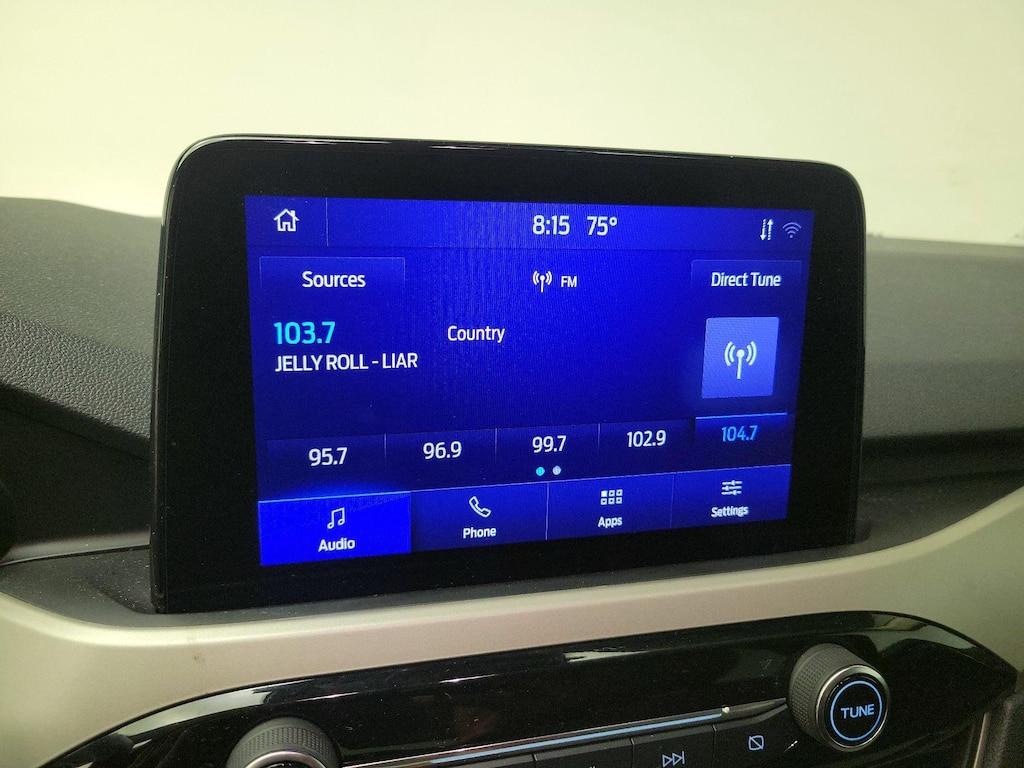 8:15 75°
Sources
FM
Direct Tune
103.7
Country
JELLY ROLL - LIAR
95.7
96.9
99.7
102.9
104.7
Audio
Phone
Apps
Settings
TUNE